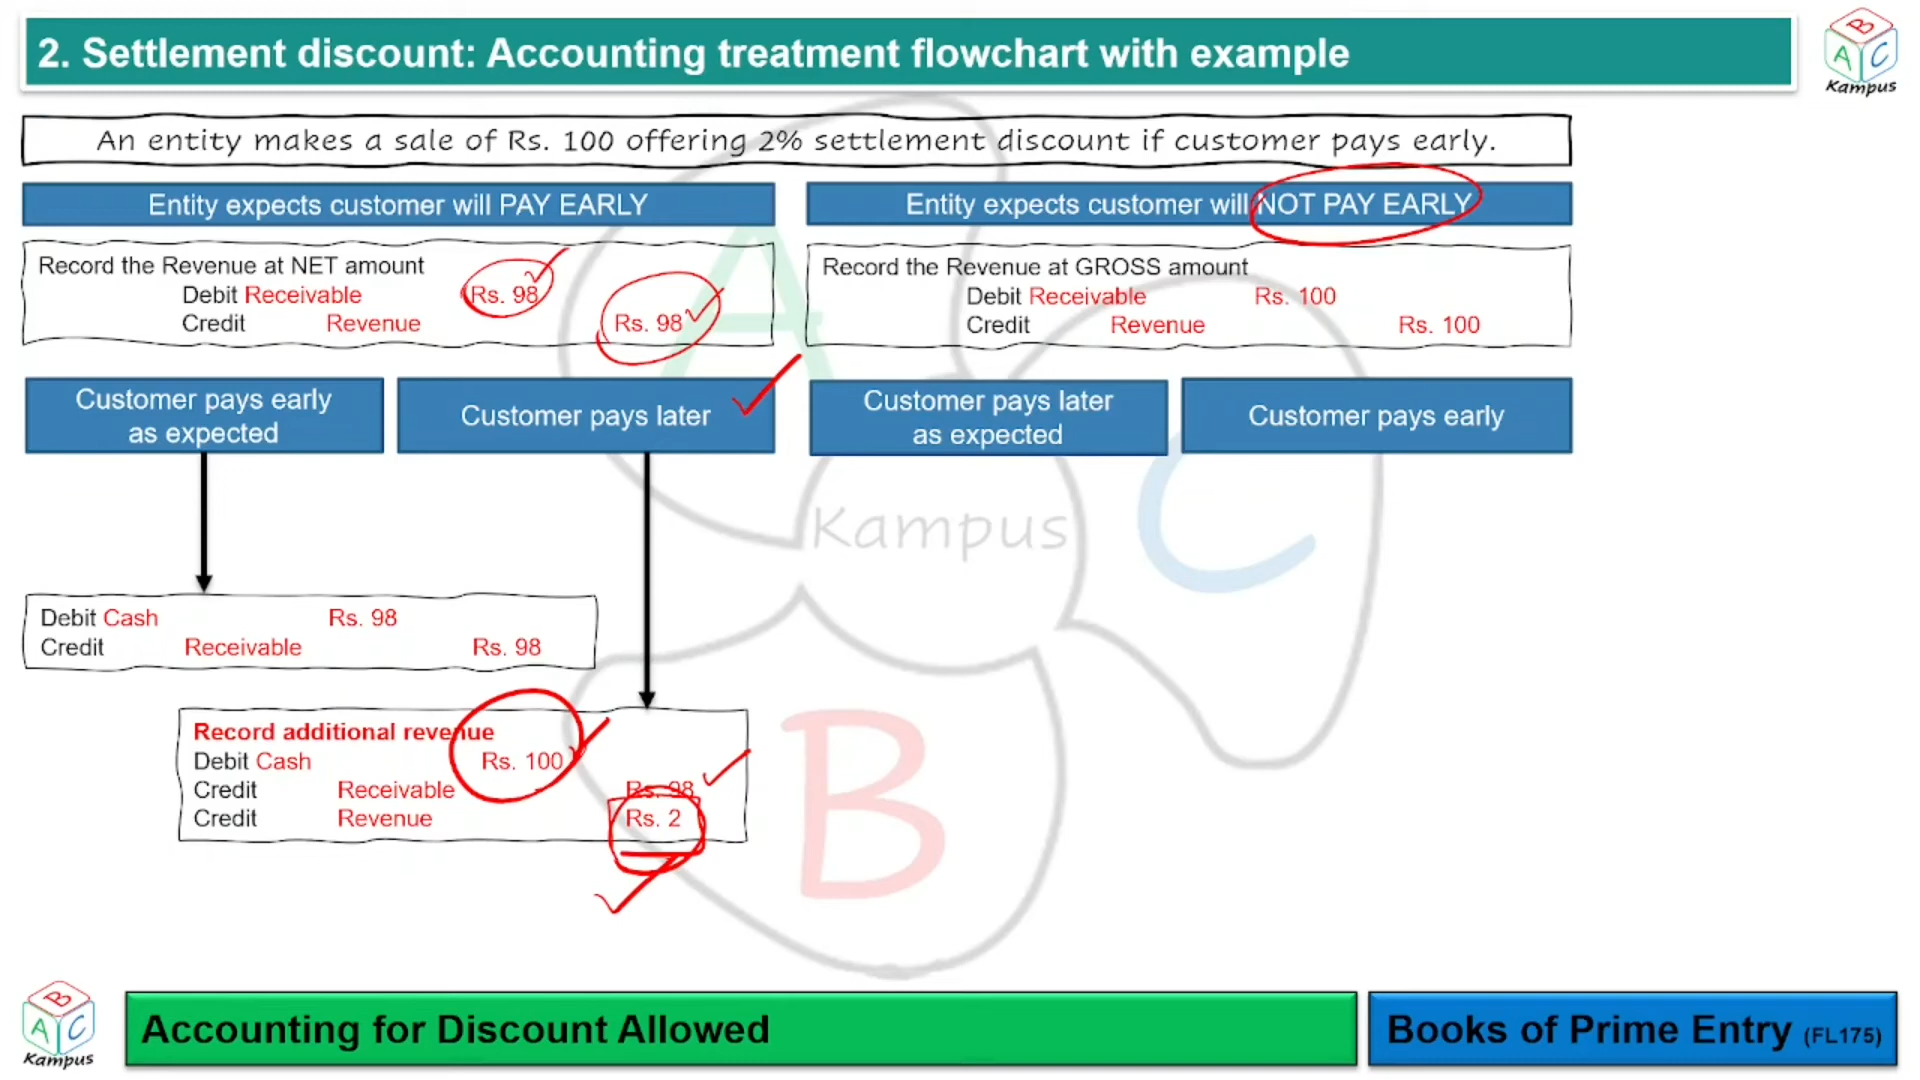 2. Settlement discount: Accounting treatment flowchart with example
B
A C
Kampus
An entity makes a sale of Rs. 100 offering 2% settlement discount if customer pays early.
Entity expects customer will PAY EARLY
Entity expects customer will NOT PAY EARLY
Record the Revenue at NET amount
Debit Receivable Rs. 98
Credit Revenue Rs. 98
Record the Revenue at GROSS amount
Debit Receivable Rs. 100
Credit Revenue Rs. 100
Customer pays early
as expected
Customer pays later
Customer pays later
as expected
Customer pays early
A
Kampus
C
B
Debit Cash Rs. 98
Credit Receivable Rs. 98
Record additional revenue
Debit Cash Rs. 100
Credit Receivable Rs. 98
Credit Revenue Rs. 2
B
A C
Kampus
Accounting for Discount Allowed
Books of Prime Entry (FL175)